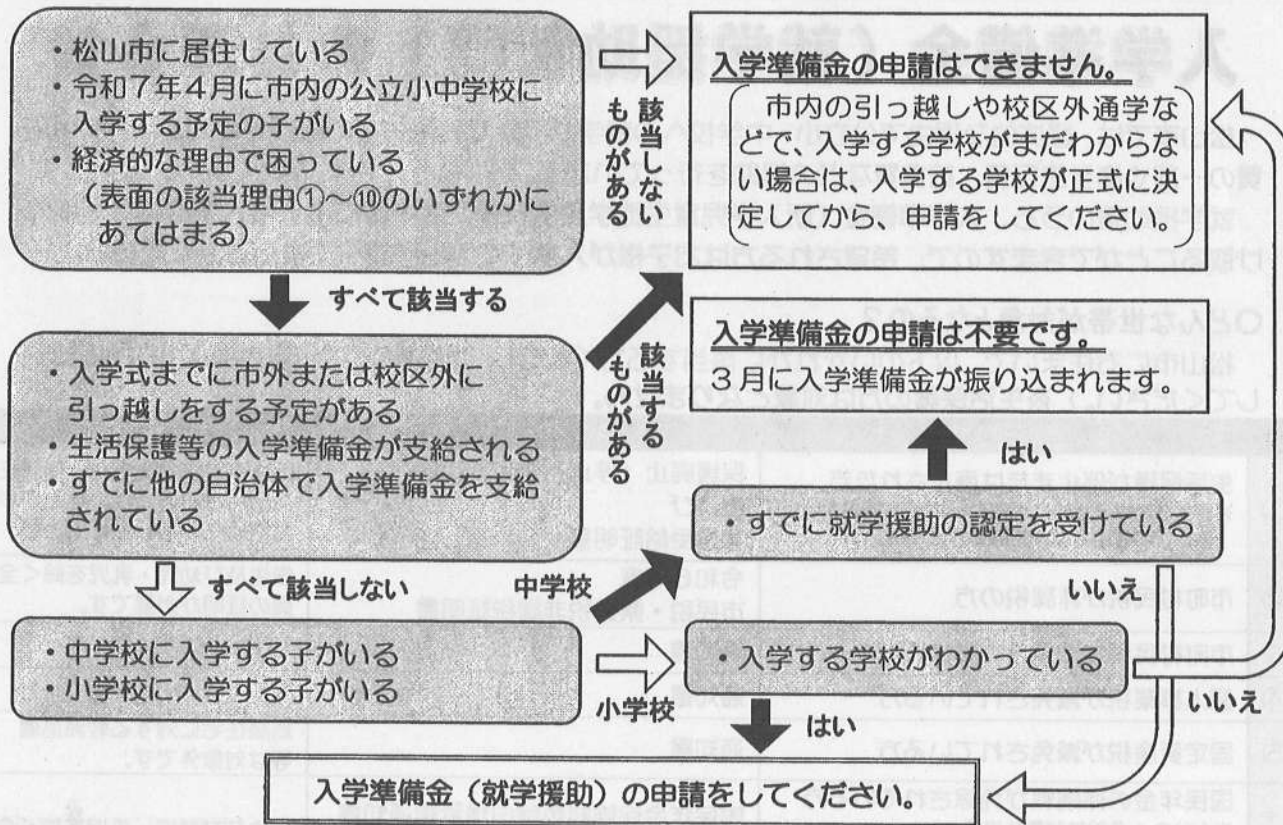 ・松山市に居住している
・令和7年4月に市内の公立小中学校に
入学する予定の子がいる
・経済的な理由で困っている
（表面の該当理由①～⑩のいずれかに
あてはまる）
該当しない
ものがある
入学準備金の申請はできません。
市内の引っ越しや校区外通学な
どで、入学する学校がまだわからな
い場合は、入学する学校が正式に決
定してから、申請をしてください。
すべて該当する
・入学式までに市外または校区外に
引っ越しをする予定がある
・生活保護等の入学準備金が支給される
・すでに他の自治体で入学準備金を支給
されている
該当する
ものがある
入学準備金の申請は不要です。
3月に入学準備金が振り込まれます。
はい
・すでに就学援助の認定を受けている
いいえ
すべて該当しない
中学校
・中学校に入学する子がいる
・小学校に入学する子がいる
小学校
・入学する学校がわかっている
いいえ
はい
入学準備金（就学援助）の申請をしてください。